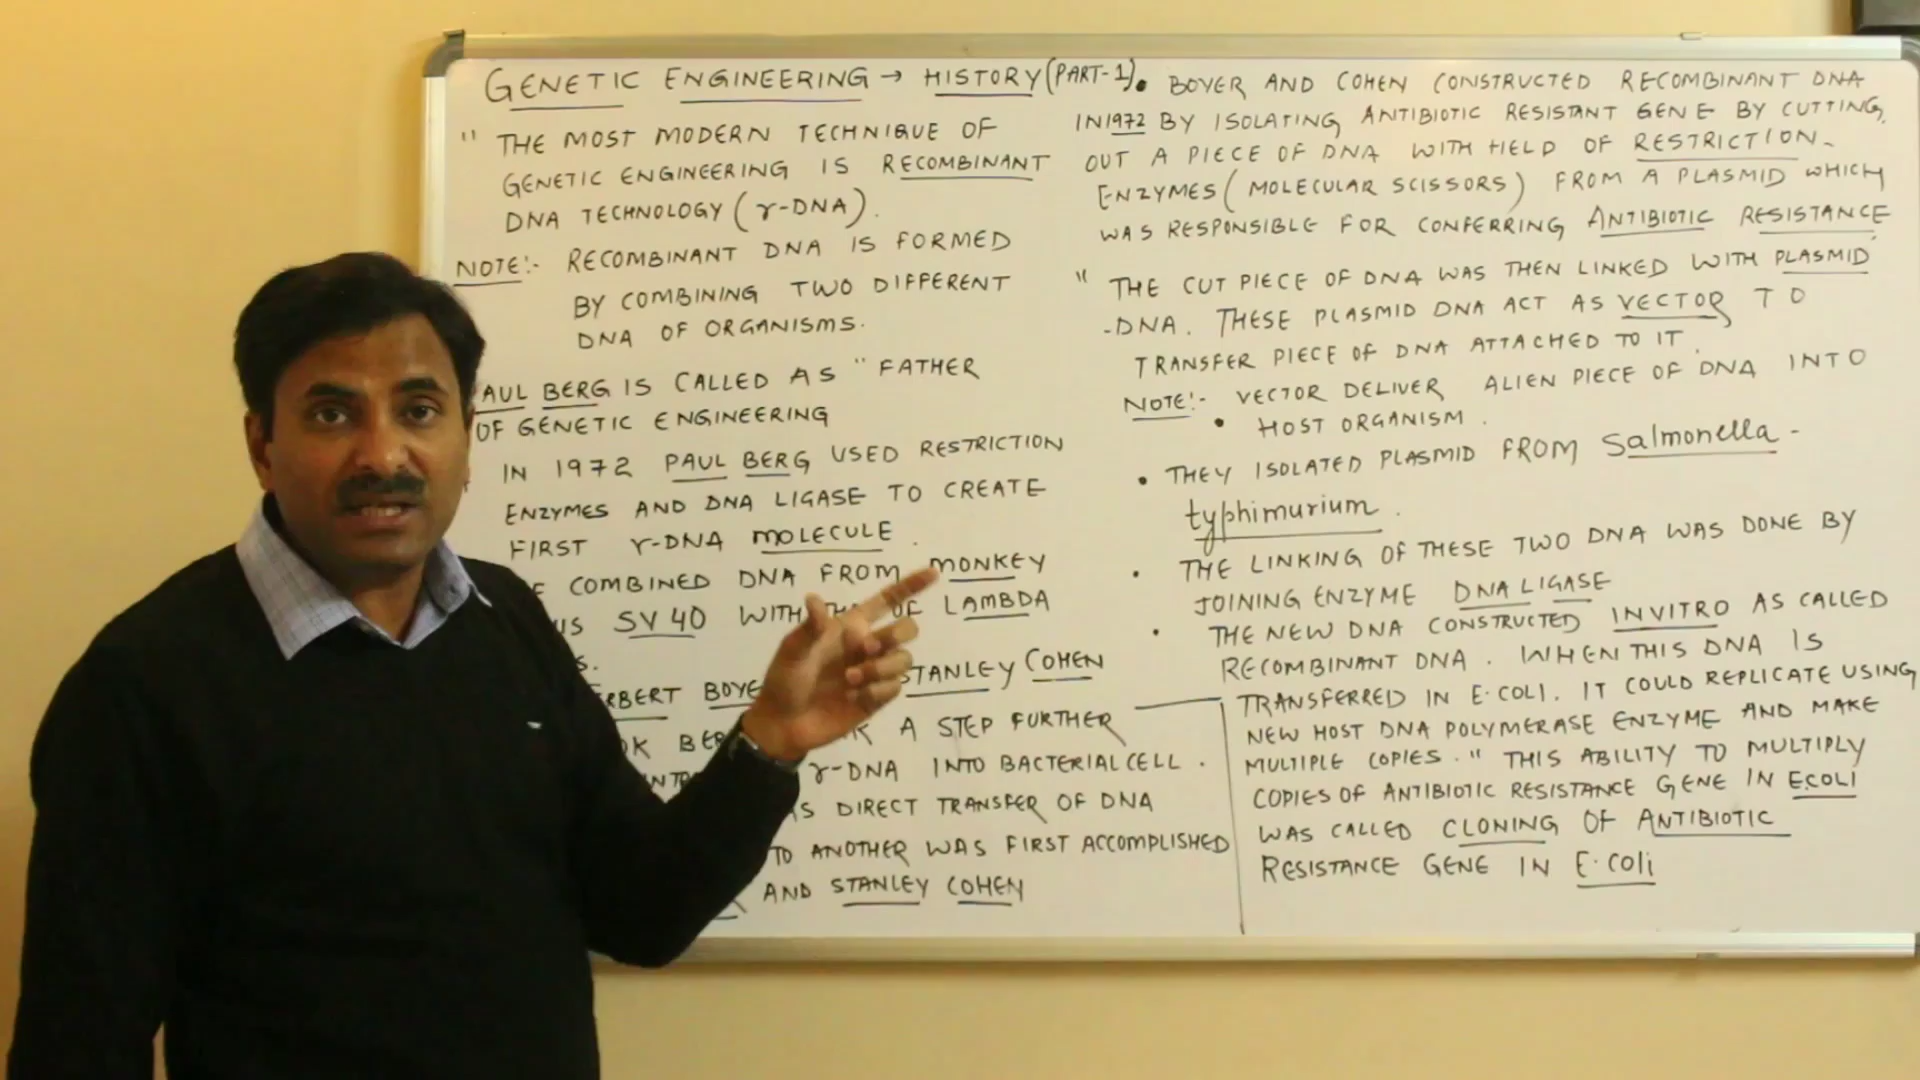 GENETIC ENGINEERING → HISTORY (PART-1)
" THE MOST MODERN TECHNIQUE OF
GENETIC ENGINEERING IS RECOMBINANT
DNA TECHNOLOGY (r-DNA).
NOTE:- RECOMBINANT DNA IS FORMED
BY COMBINING TWO DIFFERENT
DNA OF ORGANISMS.
AUL BERG IS CALLED AS " FATHER
OF GENETIC ENGINEERING
IN 1972 PAUL BERG USED RESTRICTION
ENZYMES AND DNA LIGASE TO CREATE
FIRST r-DNA MOLECULE.
E COMBINED DNA FROM MONKEY
US SV40 WITH OF LAMBDA
S.
RBERT BOYE STANLEY COHEN
OK BER A STEP FURTHER
NTR r-DNA INTO BACTERIAL CELL.
S DIRECT TRANSFER OF DNA
TO ANOTHER WAS FIRST ACCOMPLISHED
AND STANLEY COHEN
• BOYER AND COHEN CONSTRUCTED RECOMBINANT DNA
IN 1972 BY ISOLATING ANTIBIOTIC RESISTANT GENE BY CUTTING
OUT A PIECE OF DNA WITH HELD OF RESTRICTION-
ENZYMES (MOLECULAR SCISSORS) FROM A PLASMID WHICH
WAS RESPONSIBLE FOR CONFERRING ANTIBIOTIC RESISTANCE
" THE CUT PIECE OF DNA WAS THEN LINKED WITH PLASMID
-DNA. THESE PLASMID DNA ACT AS VECTOR TO
TRANSFER PIECE OF DNA ATTACHED TO IT.
NOTE:- VECTOR DELIVER ALIEN PIECE OF DNA INTO
• HOST ORGANISM.
• THEY ISOLATED PLASMID FROM Salmonella -
typhimurium.
• THE LINKING OF THESE TWO DNA WAS DONE BY
JOINING ENZYME DNA LIGASE
• THE NEW DNA CONSTRUCTED INVITRO AS CALLED
RECOMBINANT DNA. WHEN THIS DNA IS
TRANSFERRED IN E.COLI. IT COULD REPLICATE USING
NEW HOST DNA POLYMERASE ENZYME AND MAKE
MULTIPLE COPIES. " THIS ABILITY TO MULTIPLY
COPIES OF ANTIBIOTIC RESISTANCE GENE IN E.COLI
WAS CALLED CLONING OF ANTIBIOTIC
RESISTANCE GENE IN E.coli